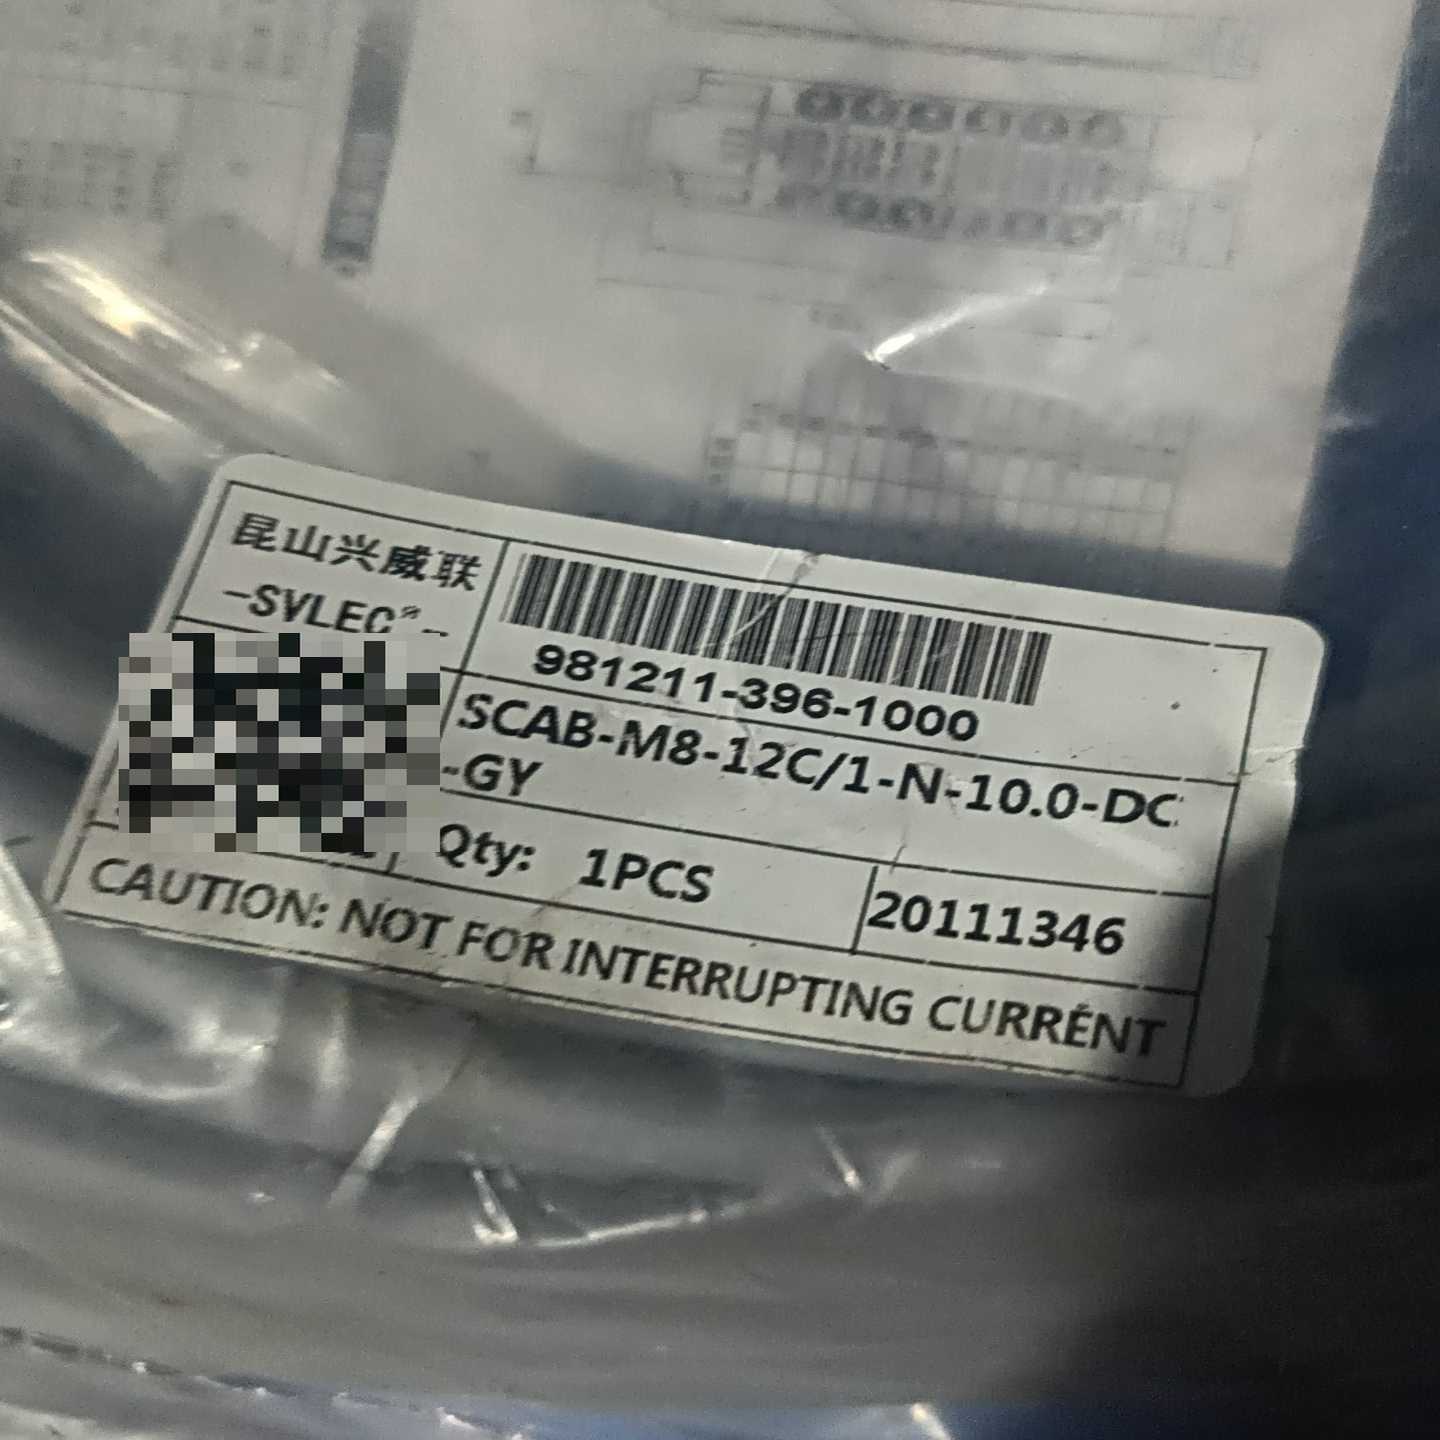 昆山兴威联
-SVLEC®-
981211-396-1000
SCAB-M8-12C/1-N-10.0-DC
-GY
Qty: 1PCS
20111346
CAUTION: NOT FOR INTERRUPTING CURRENT